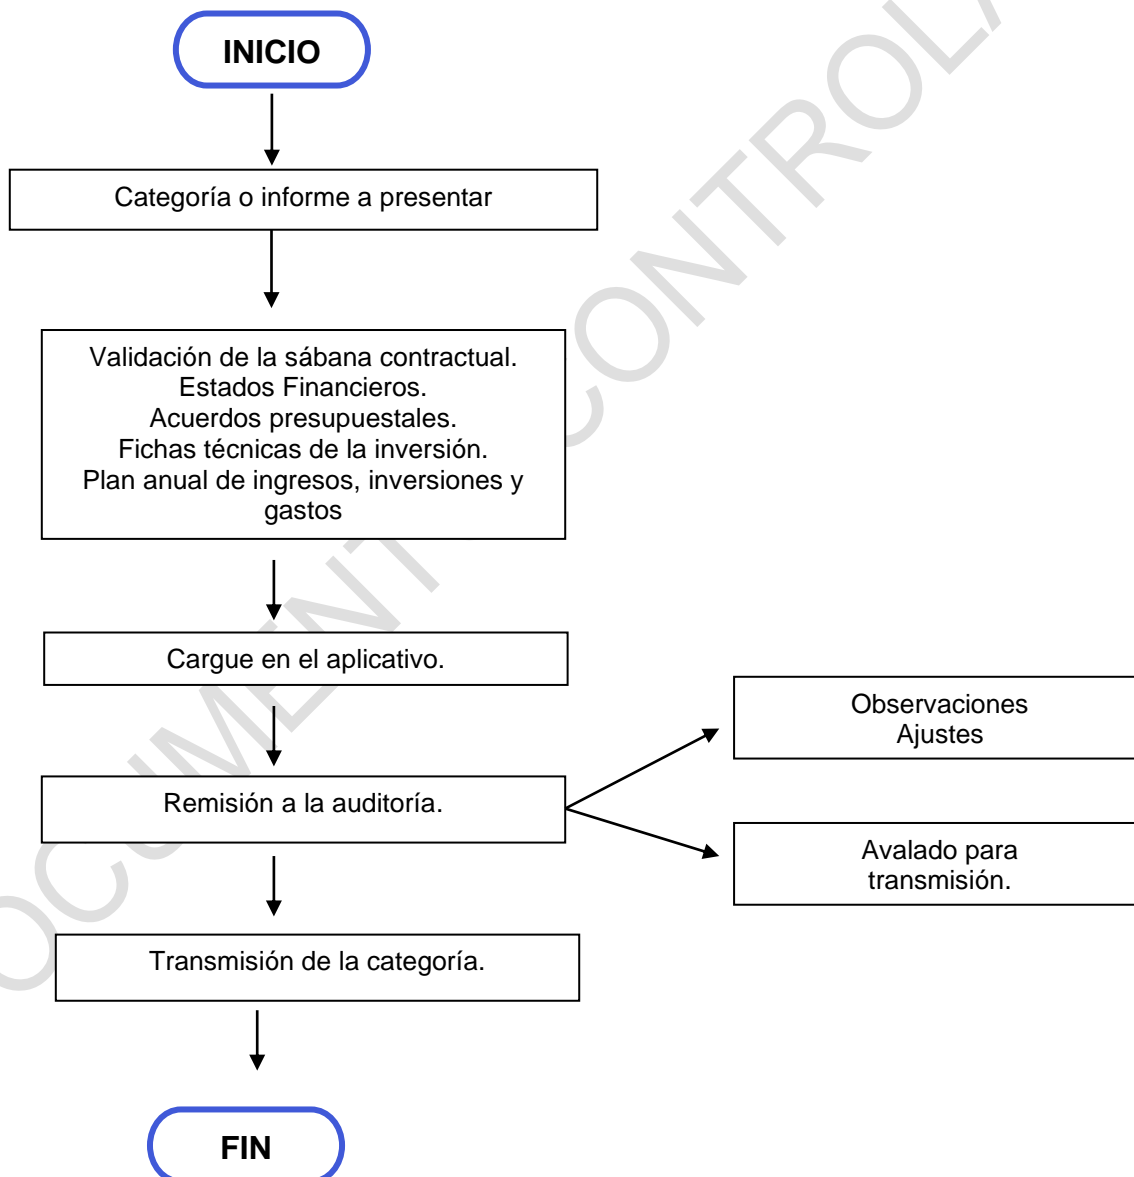 INICIO
Categoría o informe a presentar
Validación de la sábana contractual.
Estados Financieros.
Acuerdos presupuestales.
Fichas técnicas de la inversión.
Plan anual de ingresos, inversiones y
gastos
Cargue en el aplicativo.
Observaciones
Ajustes
Remisión a la auditoría.
Avalado para
transmisión.
Transmisión de la categoría.
FIN